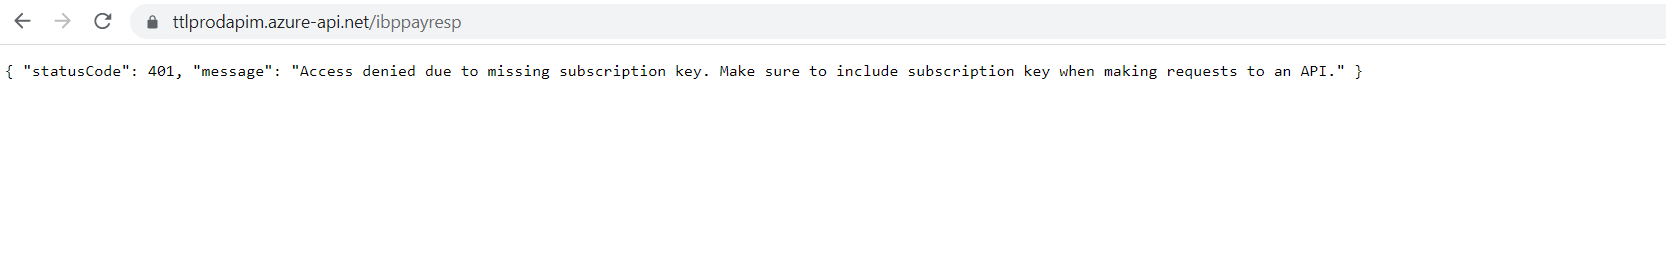 ttlprodapim.azure-api.net/ibppayresp
{ "statusCode": 401, "message": "Access denied due to missing subscription key. Make sure to include subscription key when making requests to an API." }